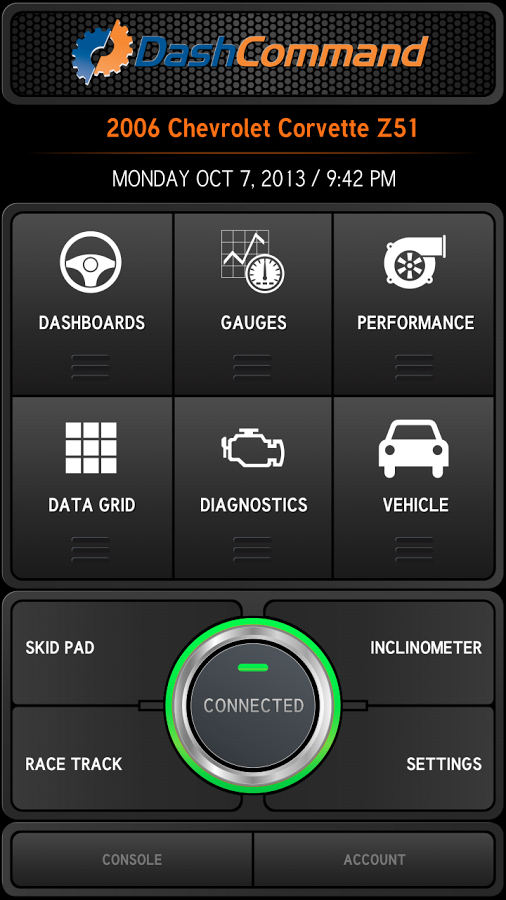 DashCommand
2006 Chevrolet Corvette Z51
MONDAY OCT 7, 2013 / 9:42 PM
DASHBOARDS
GAUGES
PERFORMANCE
DATA GRID
DIAGNOSTICS
VEHICLE
SKID PAD
INCLINOMETER
CONNECTED
RACE TRACK
SETTINGS
CONSOLE
ACCOUNT